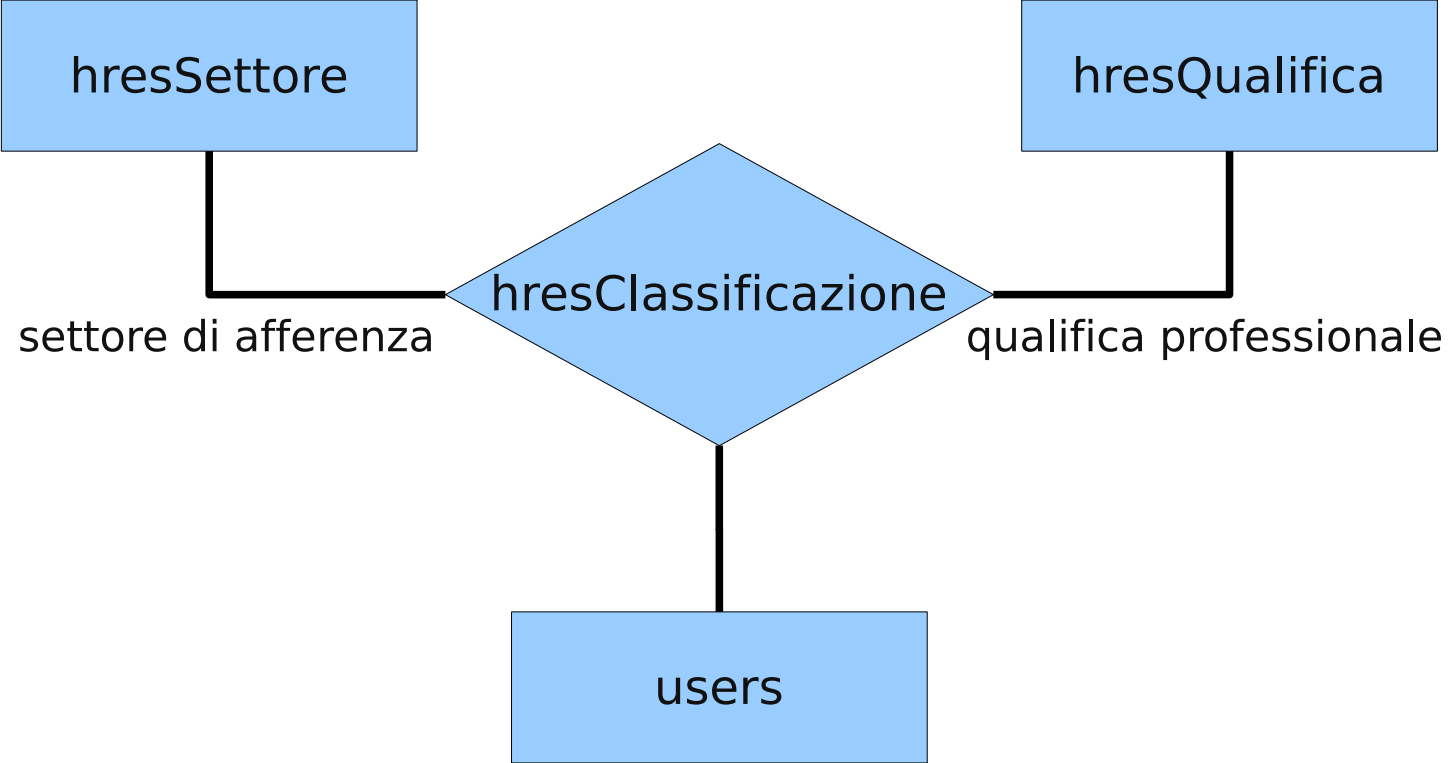 hresSettore
hresQualifica
hresClassificazione
settore di afferenza
qualifica professionale
users